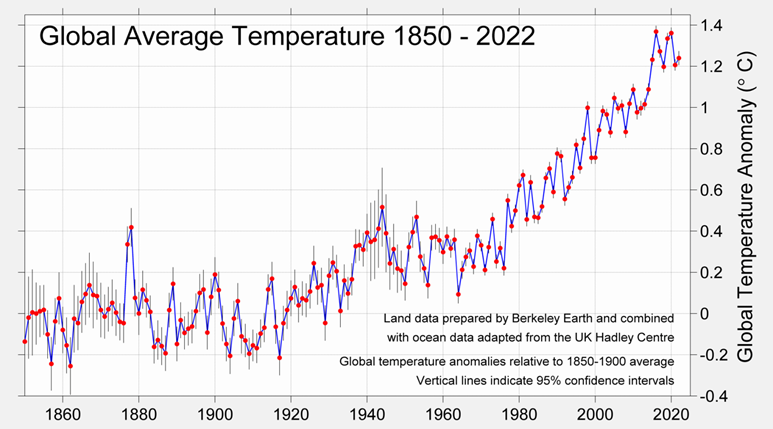 Global Average Temperature 1850 - 2022
1.4
1.2
1
0.8
0.6
0.4
0.2
0
-0.2
-0.4
Global Temperature Anomaly (° C)
Land data prepared by Berkeley Earth and combined
with ocean data adapted from the UK Hadley Centre
Global temperature anomalies relative to 1850-1900 average
Vertical lines indicate 95% confidence intervals
1860 1880 1900 1920 1940 1960 1980 2000 2020